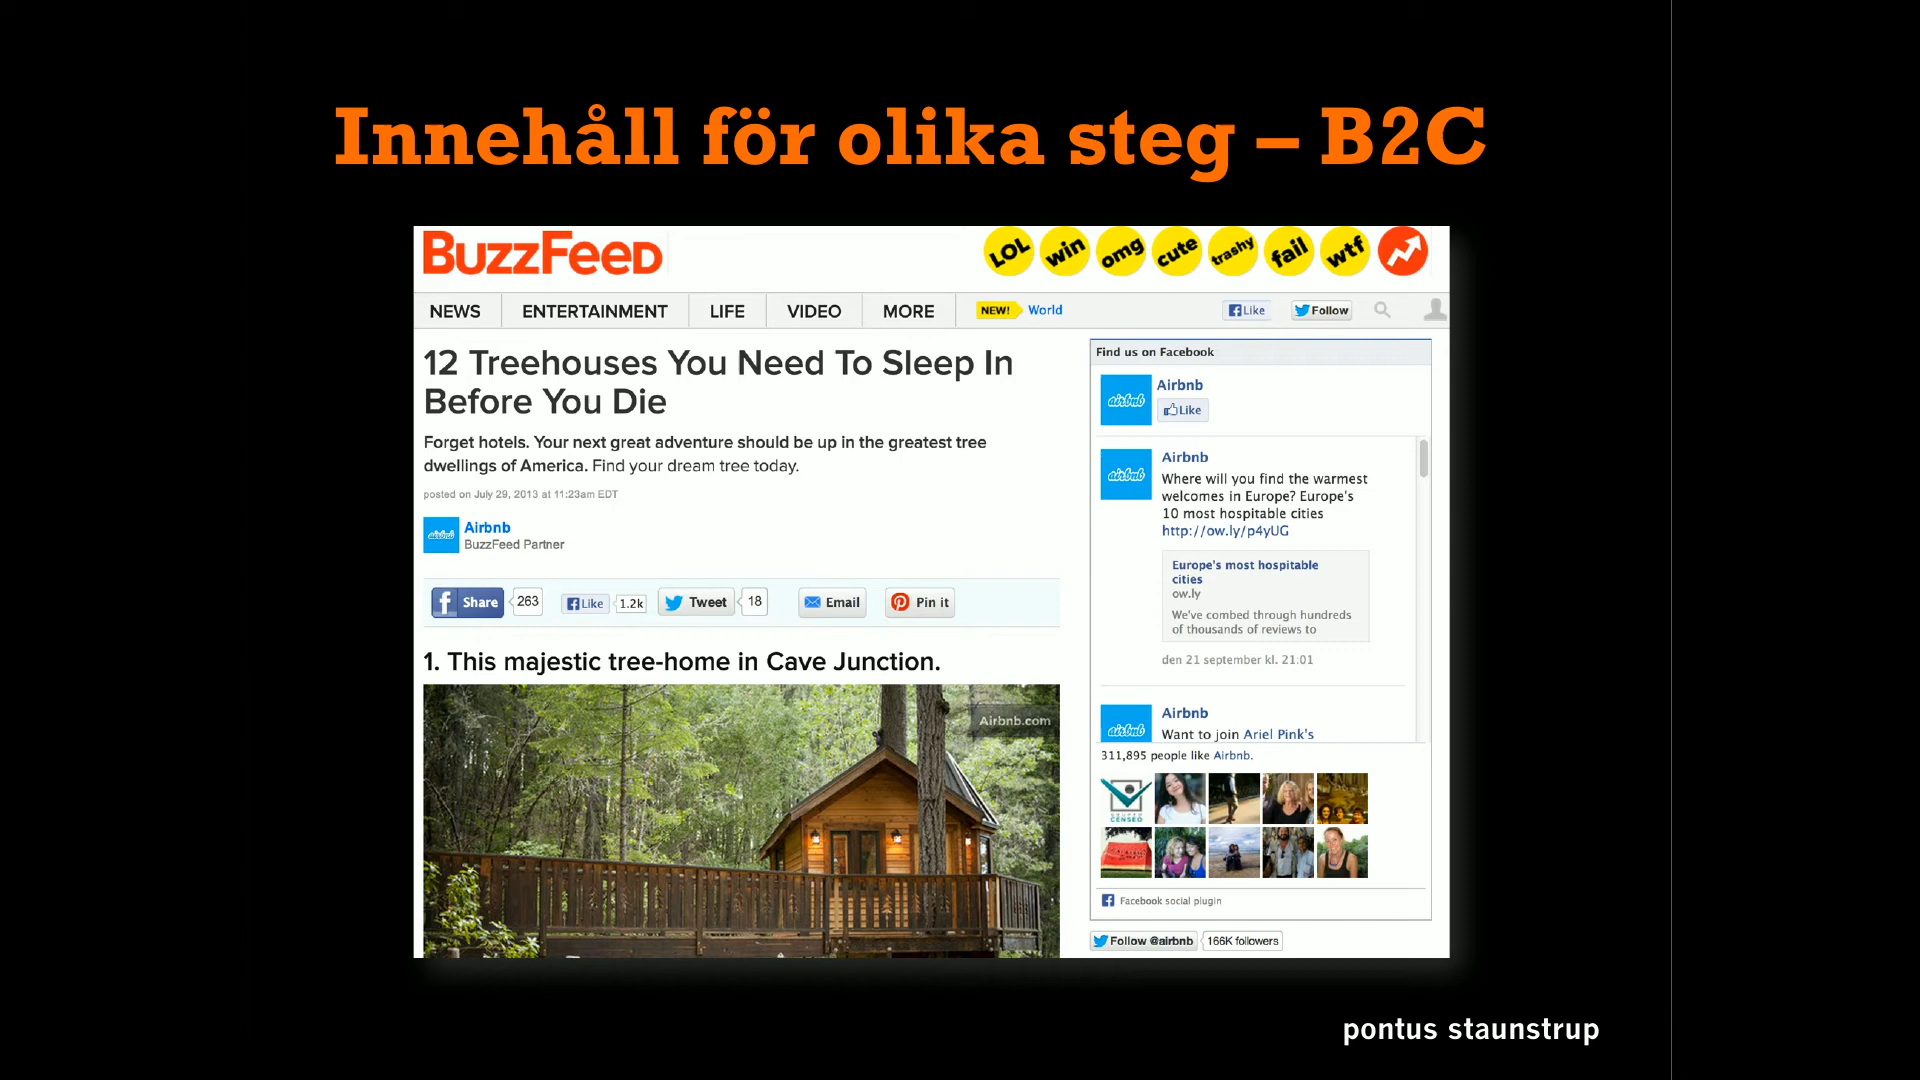 Innehåll för olika steg – B2C
BuzzFeed
LOL
win
omg
cute
trashy
fail
wtf
NEWS
ENTERTAINMENT
LIFE
VIDEO
MORE
NEW!
World
Like
Follow
12 Treehouses You Need To Sleep In
Before You Die
Forget hotels. Your next great adventure should be up in the greatest tree
dwellings of America. Find your dream tree today.
posted on July 29, 2013 at 11:23am EDT
airbnb
Airbnb
BuzzFeed Partner
Share
263
Like
1.2k
Tweet
18
Email
Pin it
1. This majestic tree-home in Cave Junction.
Airbnb.com
Find us on Facebook
airbnb
Airbnb
Like
airbnb
Airbnb
Where will you find the warmest
welcomes in Europe? Europe's
10 most hospitable cities
http://ow.ly/p4yUG
Europe's most hospitable
cities
ow.ly
We've combed through hundreds
of thousands of reviews to
den 21 september kl. 21:01
airbnb
Airbnb
Want to join Ariel Pink's
311,895 people like Airbnb.
CENSEO
Facebook social plugin
Follow @airbnb
166K followers
pontus staunstrup